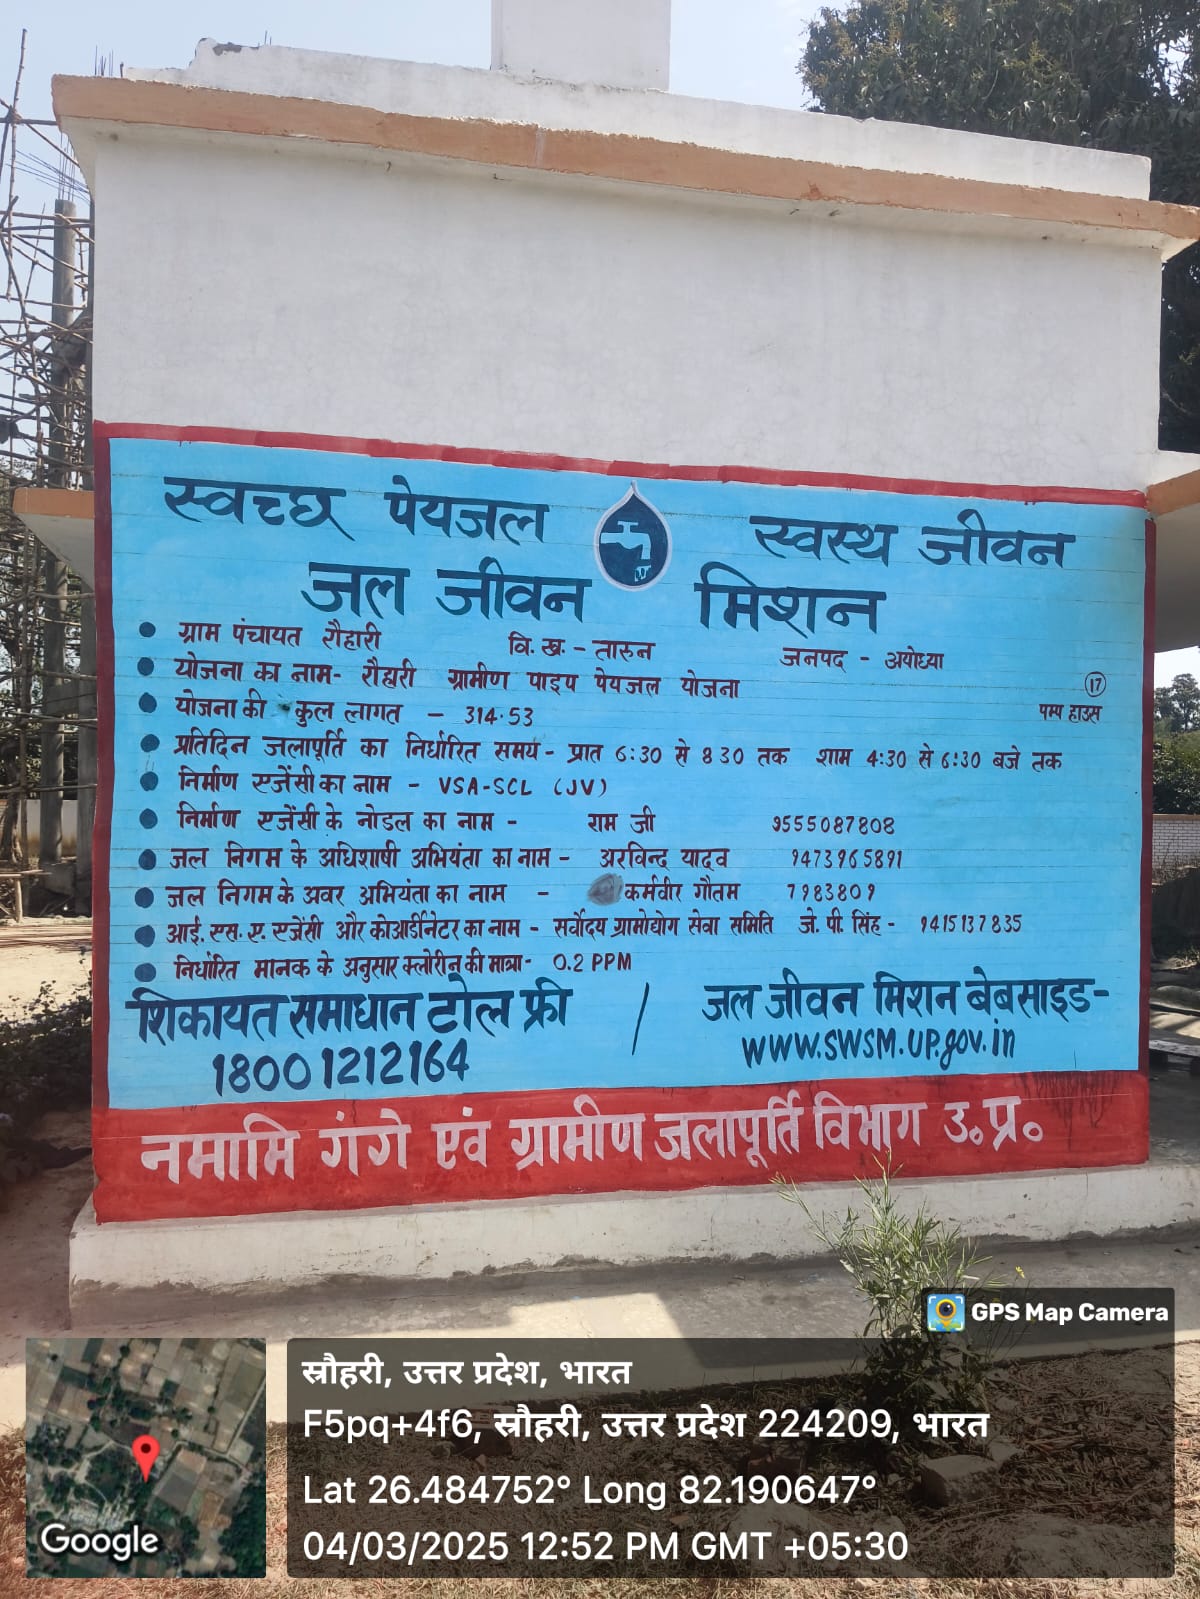 स्वच्छ पेयजल स्वस्थ जीवन
जल जीवन मिशन
ग्राम पंचायत रौहारी वि. ख. - तारुन जनपद - अयोध्या
योजना का नाम- रौहारी ग्रामीण पाइप पेयजल योजना
17
पम्प हाउस
योजना की कुल लागत - 314.53
प्रतिदिन जलापूर्ति का निर्धारित समय - प्रात 6:30 से 8 30 तक शाम 4:30 से 6:30 बजे तक
निर्माण एजेंसी का नाम - VSA-SCL (JV)
निर्माण एजेंसी के नोडल का नाम - राम जी 9555087808
जल निगम के अधिशाषी अभियंता का नाम - अरविन्द यादव 9473965891
जल निगम के अवर अभियंता का नाम - कर्मवीर गौतम 7983809
आई. एस. ए. एजेंसी और कोआर्डीनेटर का नाम - सर्वोदय ग्रामोद्योग सेवा समिति जे. पी. सिंह - 9415137835
निर्धारित मानक के अनुसार क्लोरीन की मात्रा - 0.2 PPM
शिकायत समाधान टोल फ्री / जल जीवन मिशन बेबसाइड-
18001212164 www.SWSM.UP.gov.in
नमामि गंगे एवं ग्रामीण जलापूर्ति विभाग उ॰ प्र॰
GPS Map Camera
स्रौहरी, उत्तर प्रदेश, भारत
F5pq+4f6, स्रौहरी, उत्तर प्रदेश 224209, भारत
Lat 26.484752° Long 82.190647°
04/03/2025 12:52 PM GMT +05:30
Google